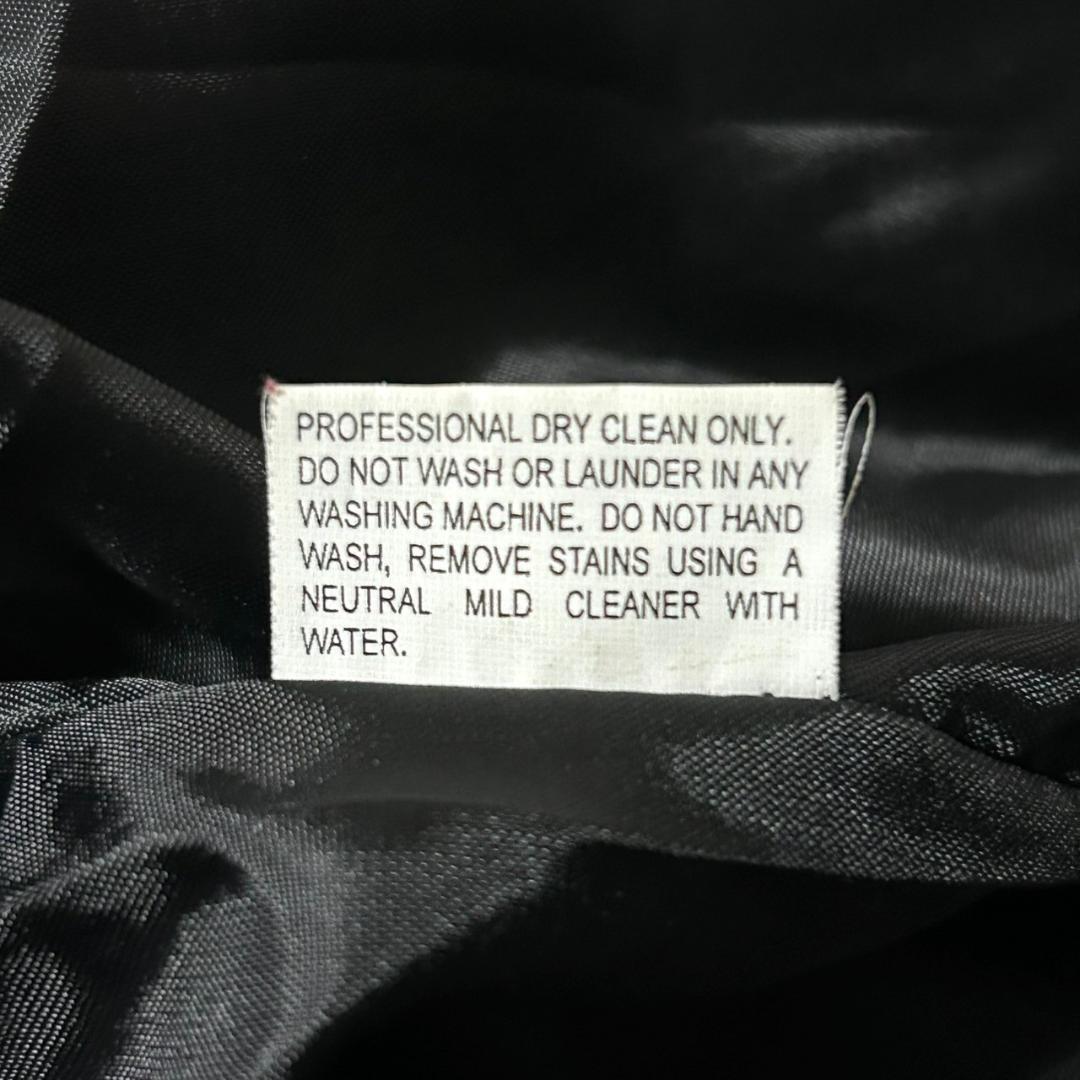 PROFESSIONAL DRY CLEAN ONLY.
DO NOT WASH OR LAUNDER IN ANY
WASHING MACHINE. DO NOT HAND
WASH, REMOVE STAINS USING A
NEUTRAL MILD CLEANER WITH
WATER.